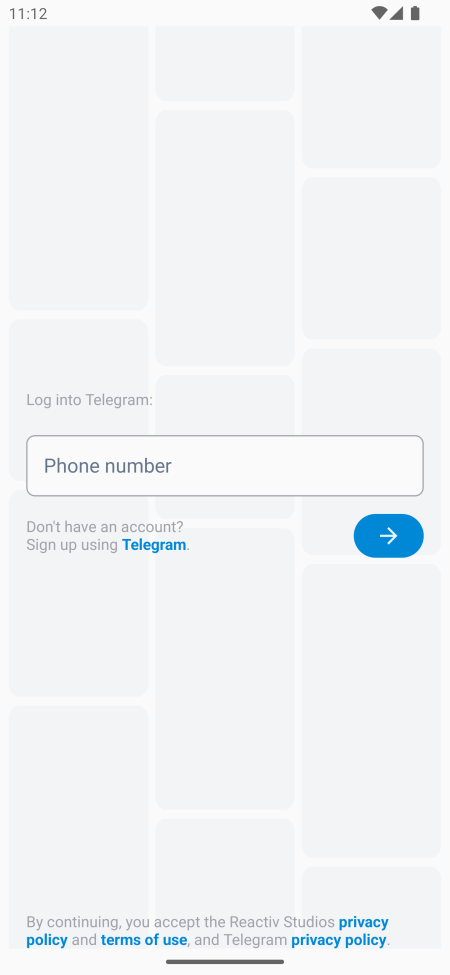 11:12
Log into Telegram:
Phone number
Don't have an account?
Sign up using Telegram.
By continuing, you accept the Reactiv Studios privacy
policy and terms of use, and Telegram privacy policy.